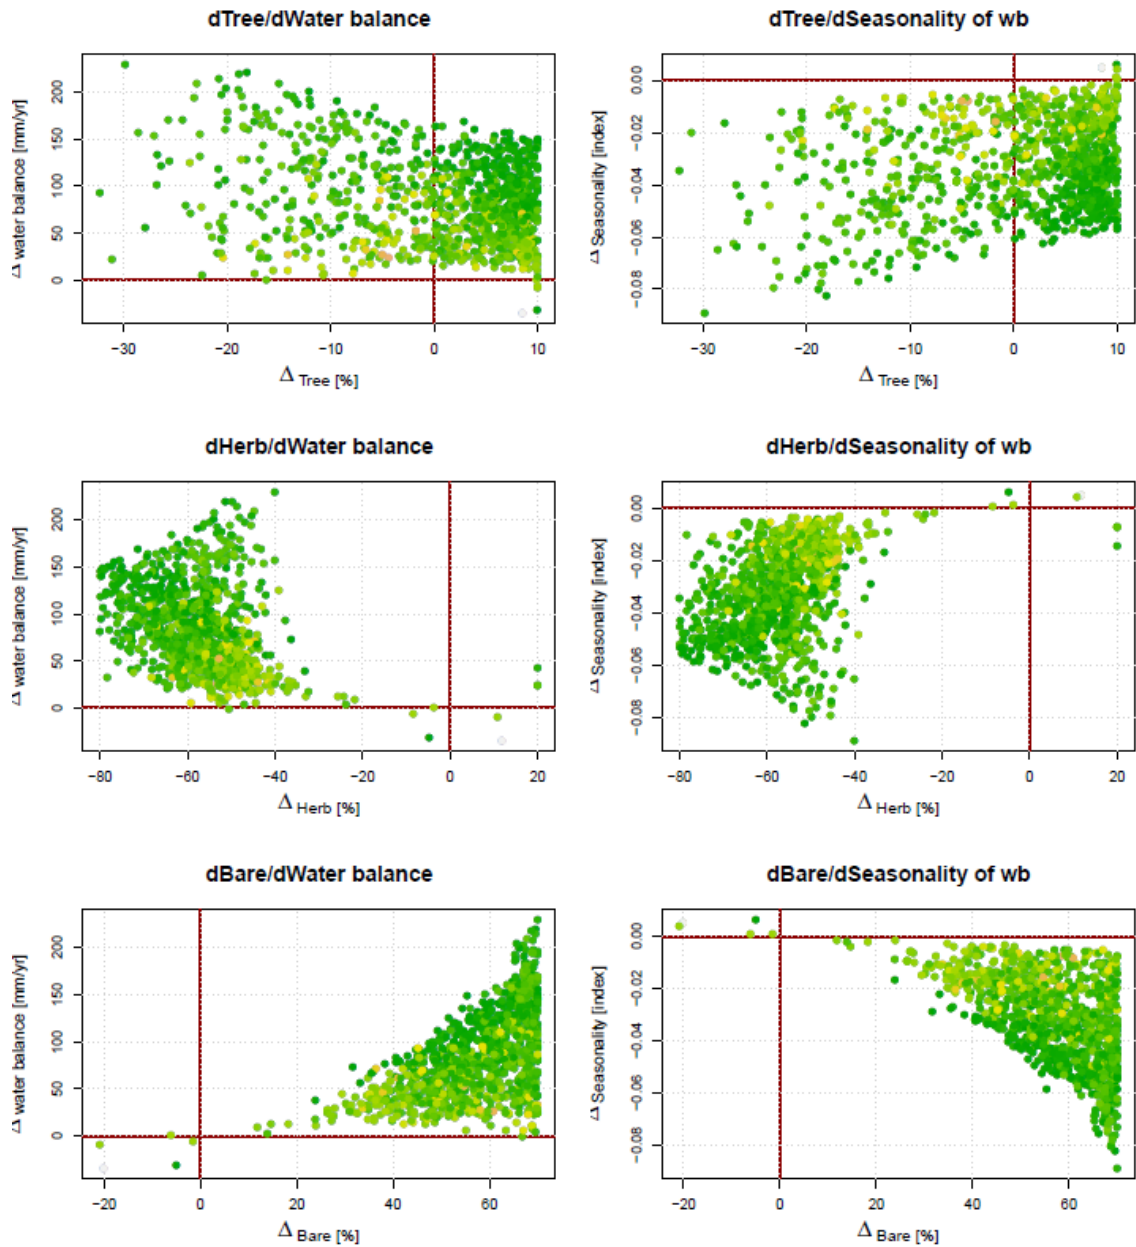 dTree/dWater balance
Δ water balance [mm/yr]
200
150
100
50
0
−30 −20 −10 0 10
Δ Tree [%]
dTree/dSeasonality of wb
Δ Seasonality [index]
0.00
−0.02
−0.04
−0.06
−0.08
−30 −20 −10 0 10
Δ Tree [%]
dHerb/dWater balance
Δ water balance [mm/yr]
200
150
100
50
0
−80 −60 −40 −20 0 20
Δ Herb [%]
dHerb/dSeasonality of wb
Δ Seasonality [index]
0.00
−0.02
−0.04
−0.06
−0.08
−80 −60 −40 −20 0 20
Δ Herb [%]
dBare/dWater balance
Δ water balance [mm/yr]
200
150
100
50
0
−20 0 20 40 60
Δ Bare [%]
dBare/dSeasonality of wb
Δ Seasonality [index]
0.00
−0.02
−0.04
−0.06
−0.08
−20 0 20 40 60
Δ Bare [%]